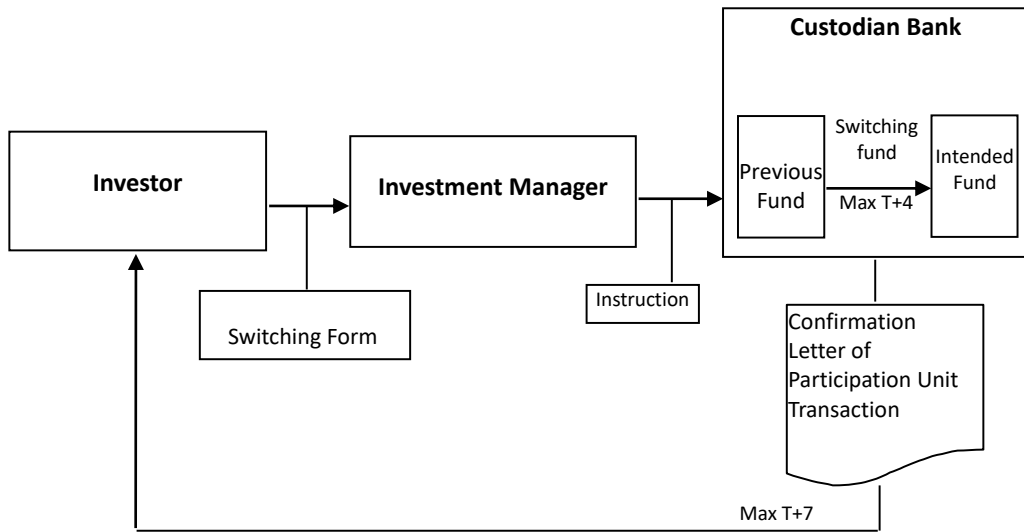 Custodian Bank
Investor
Investment Manager
Previous
Fund
Switching
fund
Max T+4
Intended
Fund
Switching Form
Instruction
Confirmation
Letter of
Participation Unit
Transaction
Max T+7